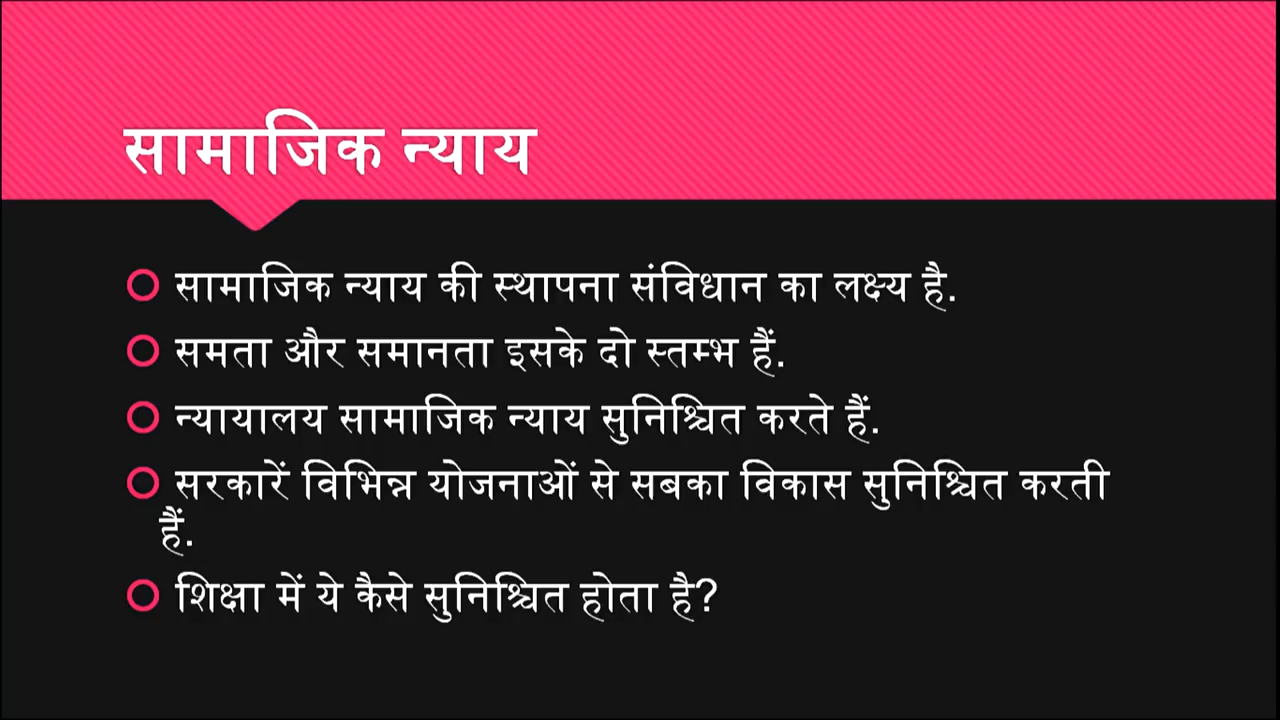 सामाजिक न्याय
सामाजिक न्याय की स्थापना संविधान का लक्ष्य है.
समता और समानता इसके दो स्तम्भ हैं.
न्यायालय सामाजिक न्याय सुनिश्चित करते हैं.
सरकारें विभिन्न योजनाओं से सबका विकास सुनिश्चित करती
हैं.
शिक्षा में ये कैसे सुनिश्चित होता है?